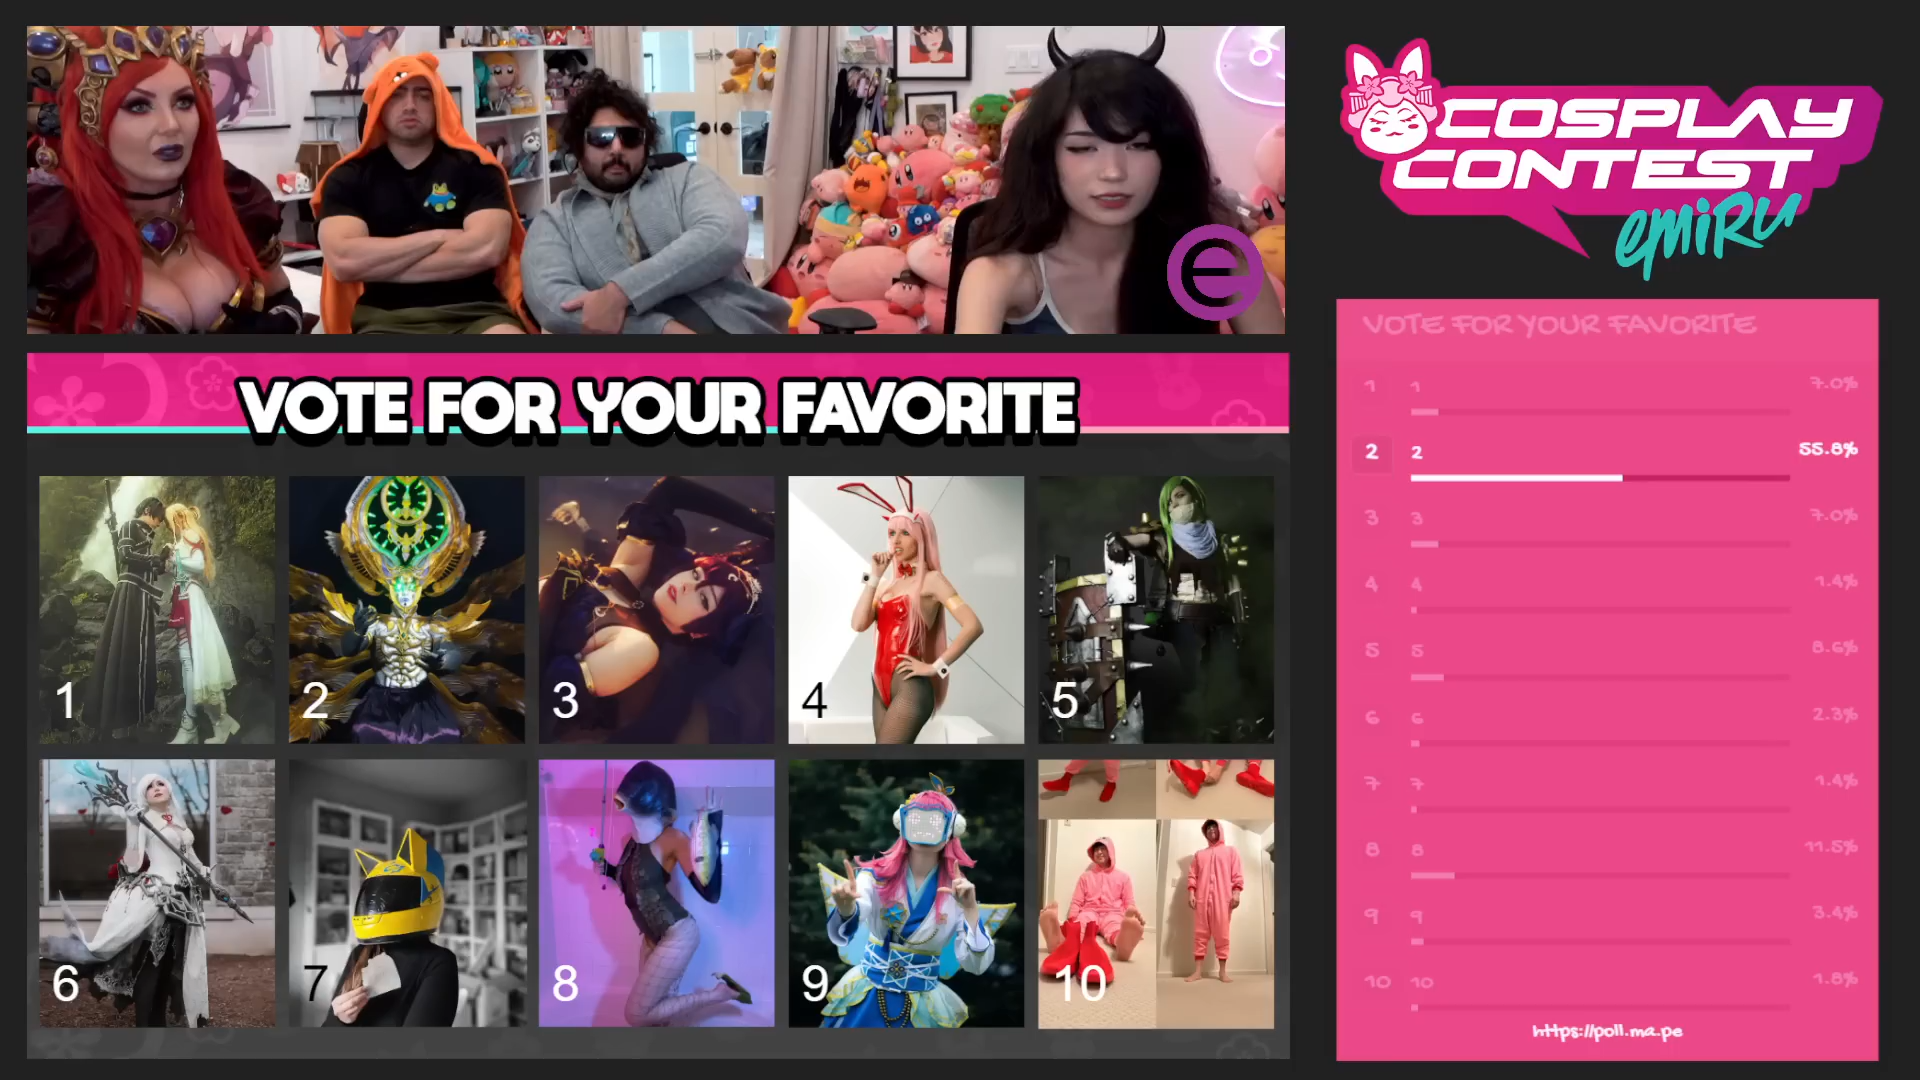 COSPLAY
CONTEST
emiru
e
VOTE FOR YOUR FAVORITE
1
2
3
4
5
6
7
8
9
10
VOTE FOR YOUR FAVORITE
1 1 7.0%
2 2 55.8%
3 3 7.0%
4 4 1.4%
5 5 8.6%
6 6 2.3%
7 7 1.4%
8 8 11.5%
9 9 3.4%
10 10 1.8%
https://poll.ma.pe